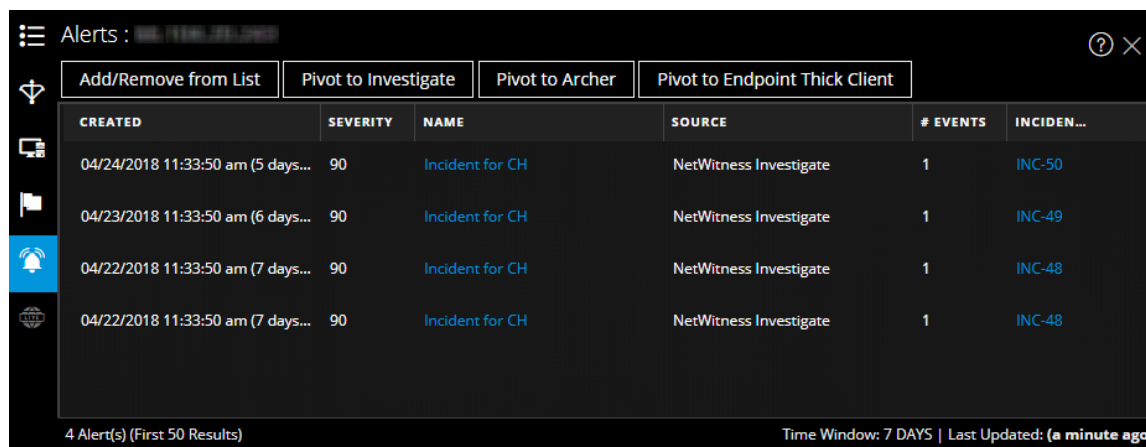 Alerts :
Add/Remove from List Pivot to Investigate Pivot to Archer Pivot to Endpoint Thick Client
CREATED SEVERITY NAME SOURCE # EVENTS INCIDEN...
04/24/2018 11:33:50 am (5 days... 90 Incident for CH NetWitness Investigate 1 INC-50
04/23/2018 11:33:50 am (6 days... 90 Incident for CH NetWitness Investigate 1 INC-49
04/22/2018 11:33:50 am (7 days... 90 Incident for CH NetWitness Investigate 1 INC-48
04/22/2018 11:33:50 am (7 days... 90 Incident for CH NetWitness Investigate 1 INC-48
LIVE
4 Alert(s) (First 50 Results) Time Window: 7 DAYS | Last Updated: (a minute ago